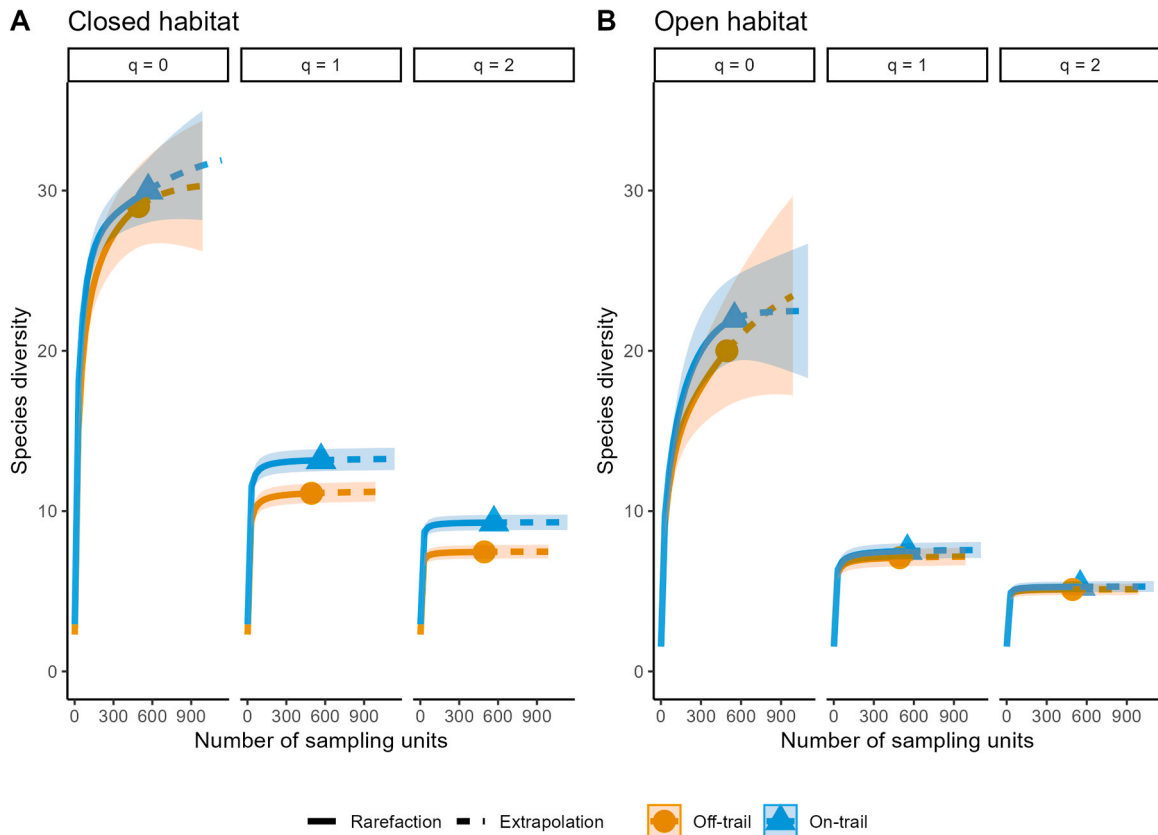 A Closed habitat
q = 0 q = 1 q = 2
Species diversity
30
20
10
0
0 300 600 900 0 300 600 900 0 300 600 900
Number of sampling units
B Open habitat
q = 0 q = 1 q = 2
Species diversity
30
20
10
0
0 300 600 900 0 300 600 900 0 300 600 900
Number of sampling units
Rarefaction Extrapolation Off-trail On-trail